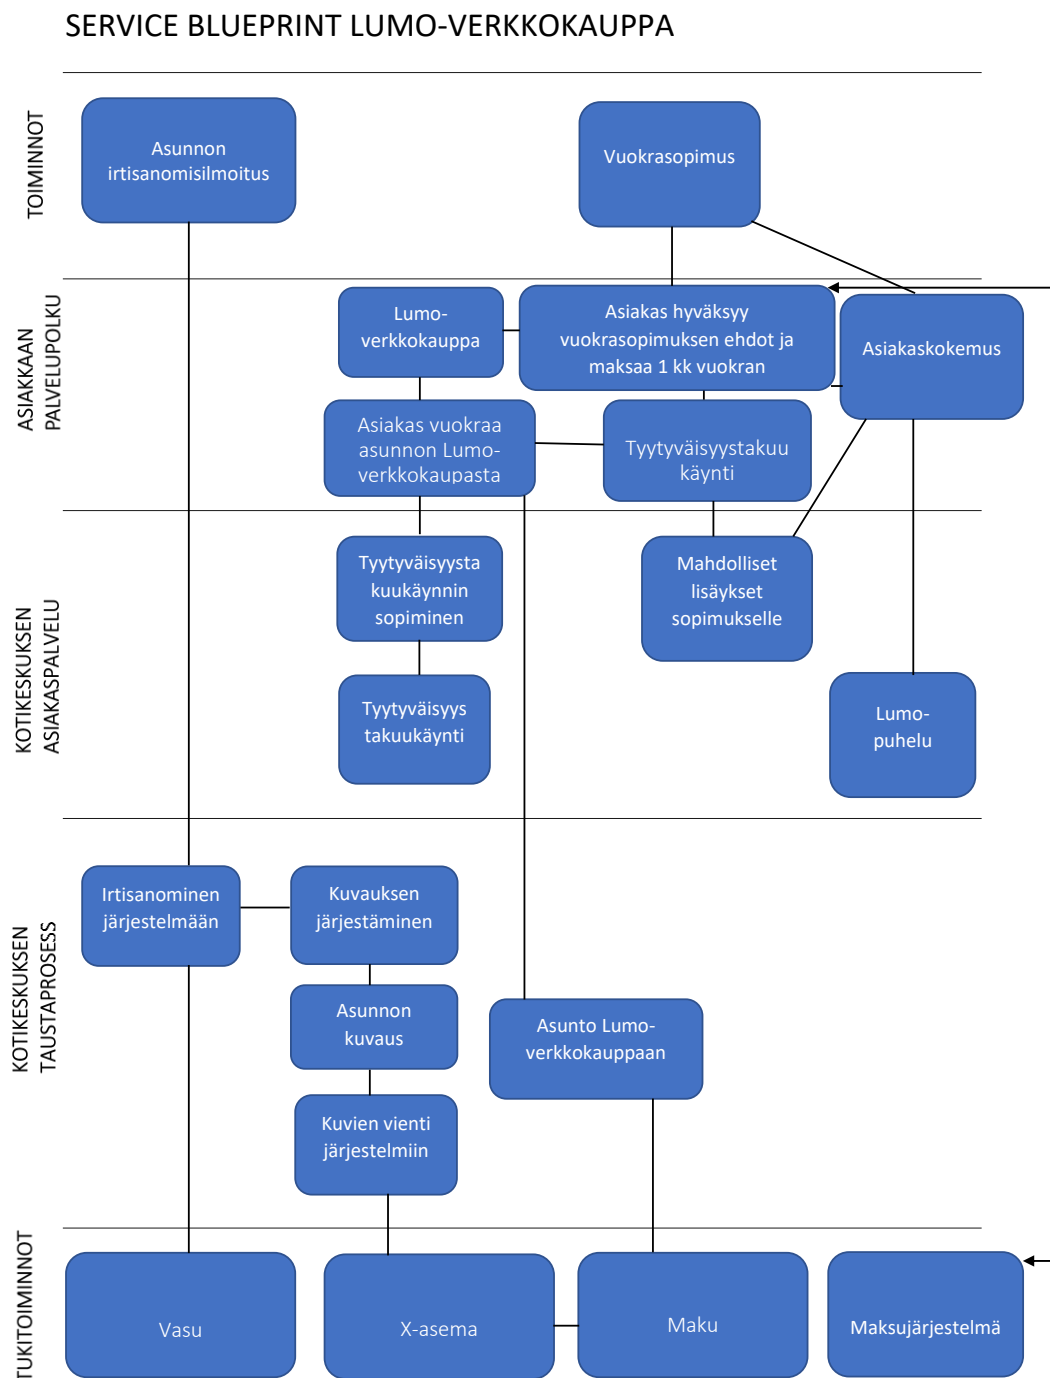 SERVICE BLUEPRINT LUMO-VERKKOKAUPPA
TOIMINNOT
Asunnon
irtisanomisilmoitus
Vuokrasopimus
ASIAKKAAN
PALVELUPOLKU
Lumo-
verkkokauppa
Asiakas hyväksyy
vuokrasopimuksen ehdot ja
maksaa 1 kk vuokran
Asiakaskokemus
Asiakas vuokraa
asunnon Lumo-
verkkokaupasta
Tyytyväisyystakuu
käynti
KOTIKESKUKSEN
ASIAKASPALVELU
Tyytyväisyysta
kuukäynnin
sopiminen
Mahdolliset
lisäykset
sopimukselle
Tyytyväisyys
takuukäynti
Lumo-
puhelu
KOTIKESKUKSEN
TAUSTAPROSESS
Irtisanominen
järjestelmään
Kuvauksen
järjestäminen
Asunnon
kuvaus
Asunto Lumo-
verkkokauppaan
Kuvien vienti
järjestelmiin
TUKITOIMINNOT
Vasu
X-asema
Maku
Maksujärjestelmä